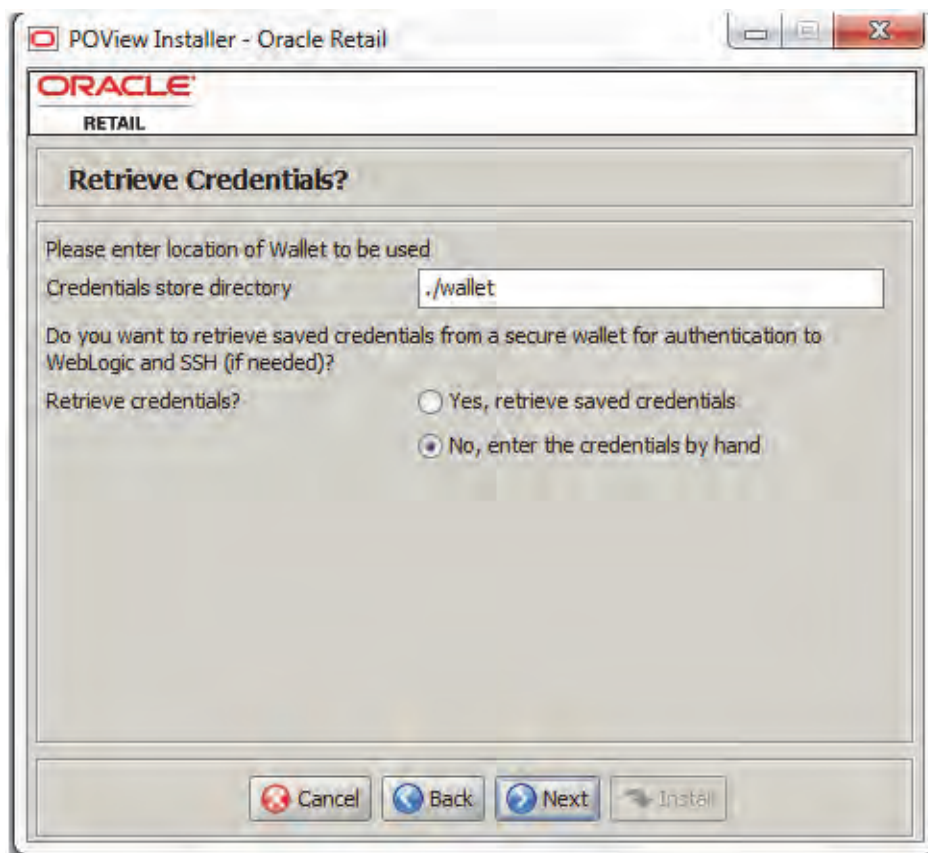 POView Installer - Oracle Retail
ORACLE
RETAIL
Retrieve Credentials?
Please enter location of Wallet to be used
Credentials store directory ./wallet
Do you want to retrieve saved credentials from a secure wallet for authentication to
WebLogic and SSH (if needed)?
Retrieve credentials? Yes, retrieve saved credentials
No, enter the credentials by hand
Cancel Back Next Install